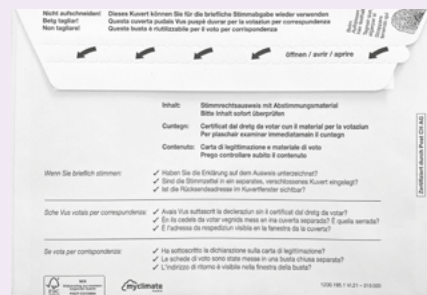 Nicht aufschneiden! Dieses Kuvert können Sie für die briefliche Stimmabgabe wieder verwenden
Betg tagliar! Questa cuverta pudais Vus puspè duvrar per la votaziun per correspundenza
Non tagliare! Questa busta è riutilizzabile per il voto per corrispondenza
öffnen / avrir / aprire
Inhalt: Stimmrechtsausweis mit Abstimmungsmaterial
Bitte Inhalt sofort überprüfen
Cuntegn: Certificat dal dretg da votar cun il material per la votaziun
Per plaschair examinar immediatamain il cuntegn
Contenuto: Carta di legittimazione e materiale di voto
Prego controllare subito il contenuto
Wenn Sie brieflich stimmen: ✓ Haben Sie die Erklärung auf dem Ausweis unterzeichnet?
✓ Sind die Stimmzettel in ein separates, verschlossenes Kuvert eingelegt?
✓ Ist die Rücksendeadresse im Kuvertfenster sichtbar?
Sche Vus votais per correspundenza: ✓ Avais Vus suttascrit la decleraziun sin il certificat dal dretg da votar?
✓ Èn ils cedels da votar vegnids mess en ina cuverta separada? È quella serrada?
✓ È l'adressa da respediziun visibla en la fanestra da la cuverta?
Se vota per corrispondenza: ✓ Ha sottoscritto la dichiarazione sulla carta di legittimazione?
✓ Le schede di voto sono state messe in una busta chiusa separata?
✓ L'indirizzo di ritorno è visibile nella finestra della busta?
FSC
MIX
myclimate
Zertifiziert durch Post CH AG